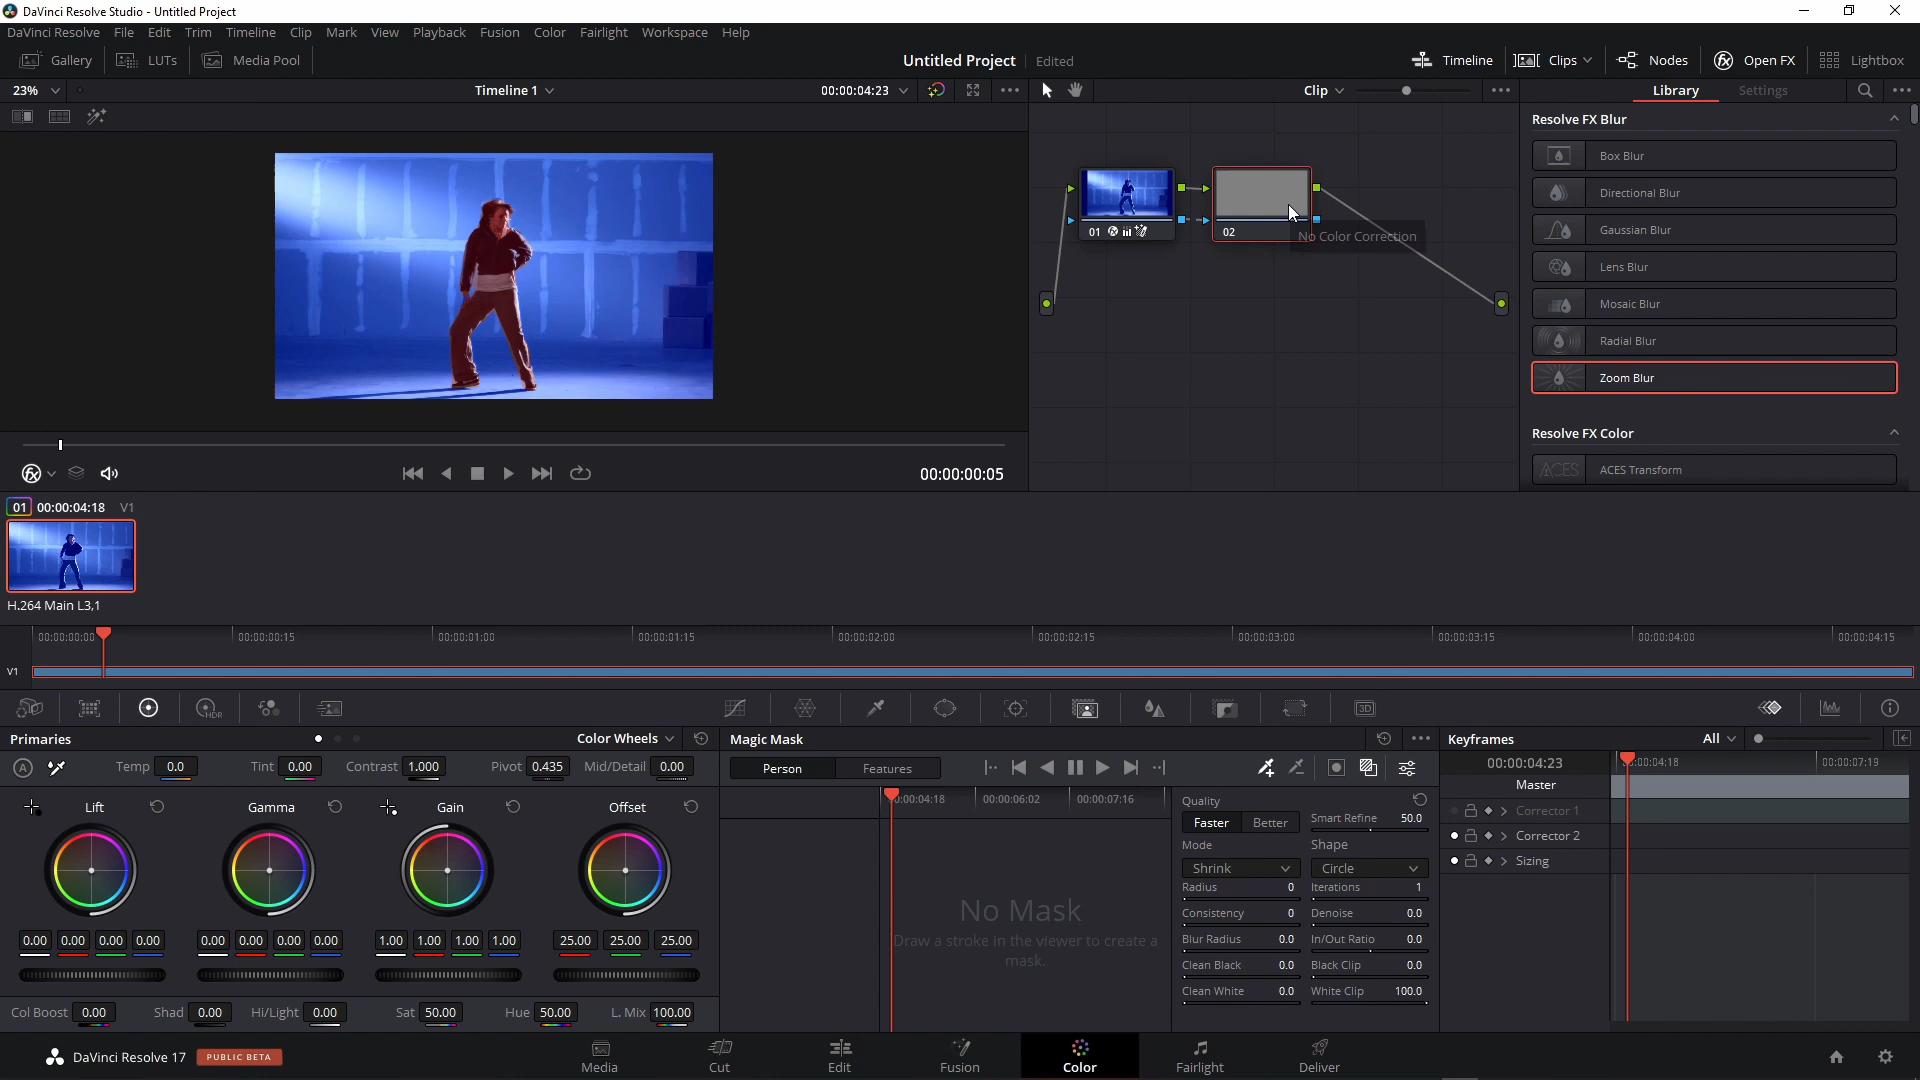 DaVinci Resolve Studio - Untitled Project
DaVinci Resolve File Edit Trim Timeline Clip Mark View Playback Fusion Color Fairlight Workspace Help
Gallery LUTs Media Pool Untitled Project Edited Timeline Clips Nodes Open FX Lightbox
23% Timeline 1 00:00:04:23 Clip Library Settings
Resolve FX Blur
Box Blur
Directional Blur
Gaussian Blur
Lens Blur
Mosaic Blur
Radial Blur
Zoom Blur
Resolve FX Color
ACES ACES Transform
01 02
No Color Correction
00:00:00:05
01 00:00:04:18 V1
H.264 Main L3,1
00:00:00:00 00:00:00:15 00:00:01:00 00:00:01:15 00:00:02:00 00:00:02:15 00:00:03:00 00:00:03:15 00:00:04:00 00:00:04:15
V1
HDR 3D
Primaries Color Wheels
A Temp 0.0 Tint 0.00 Contrast 1.000 Pivot 0.435 Mid/Detail 0.00
Lift Gamma Gain Offset
0.00 0.00 0.00 0.00 0.00 0.00 0.00 0.00 1.00 1.00 1.00 1.00 25.00 25.00 25.00
Col Boost 0.00 Shad 0.00 Hi/Light 0.00 Sat 50.00 Hue 50.00 L. Mix 100.00
Magic Mask
Person Features
0:00:04:18 00:00:06:02 00:00:07:16
No Mask
Draw a stroke in the viewer to create a
mask.
Quality
Faster Better Smart Refine 50.0
Mode Shape
Shrink Circle
Radius 0 Iterations 1
Consistency 0 Denoise 0.0
Blur Radius 0.0 In/Out Ratio 0.0
Clean Black 0.0 Black Clip 0.0
Clean White 0.0 White Clip 100.0
Keyframes All
00:00:04:23 :00:04:18 00:00:07:19
Master
Corrector 1
Corrector 2
Sizing
DaVinci Resolve 17 PUBLIC BETA
Media Cut Edit Fusion Color Fairlight Deliver